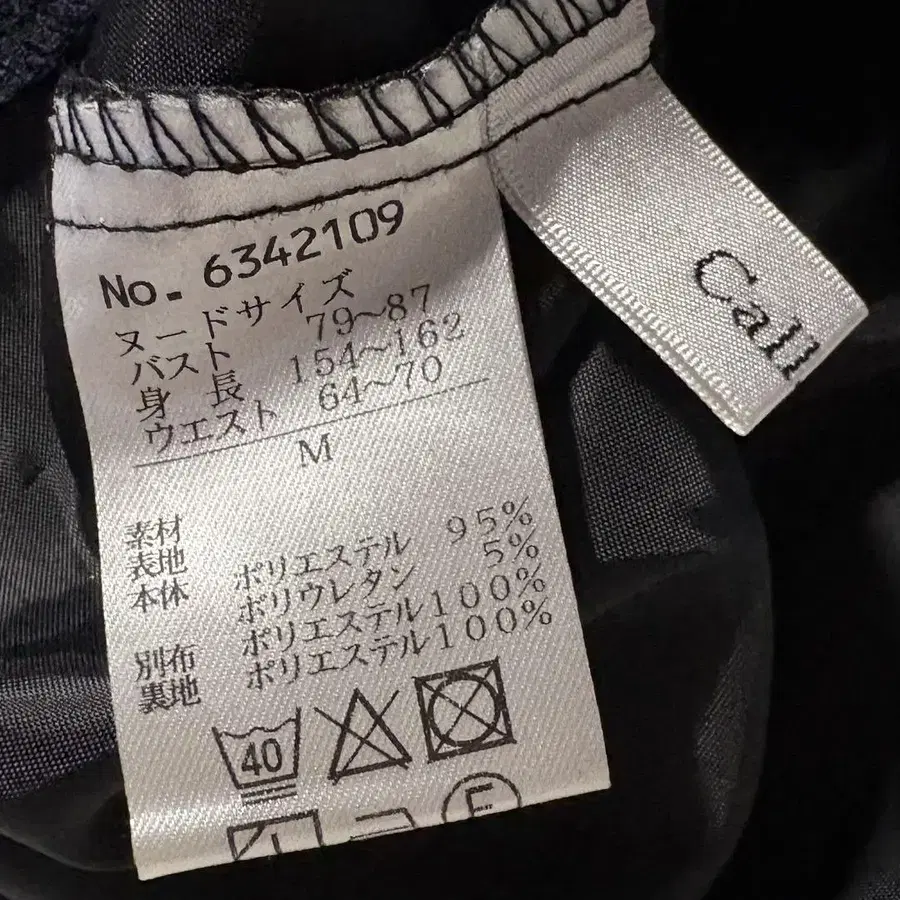 No. 6342109
ヌードサイズ
バスト 79～87
身長 154～162
ウエスト 64～70
M
素材
表地
本体 ポリエステル 95%
ポリウレタン 5%
別布 ポリエステル100%
裏地 ポリエステル100%
40
F
Call